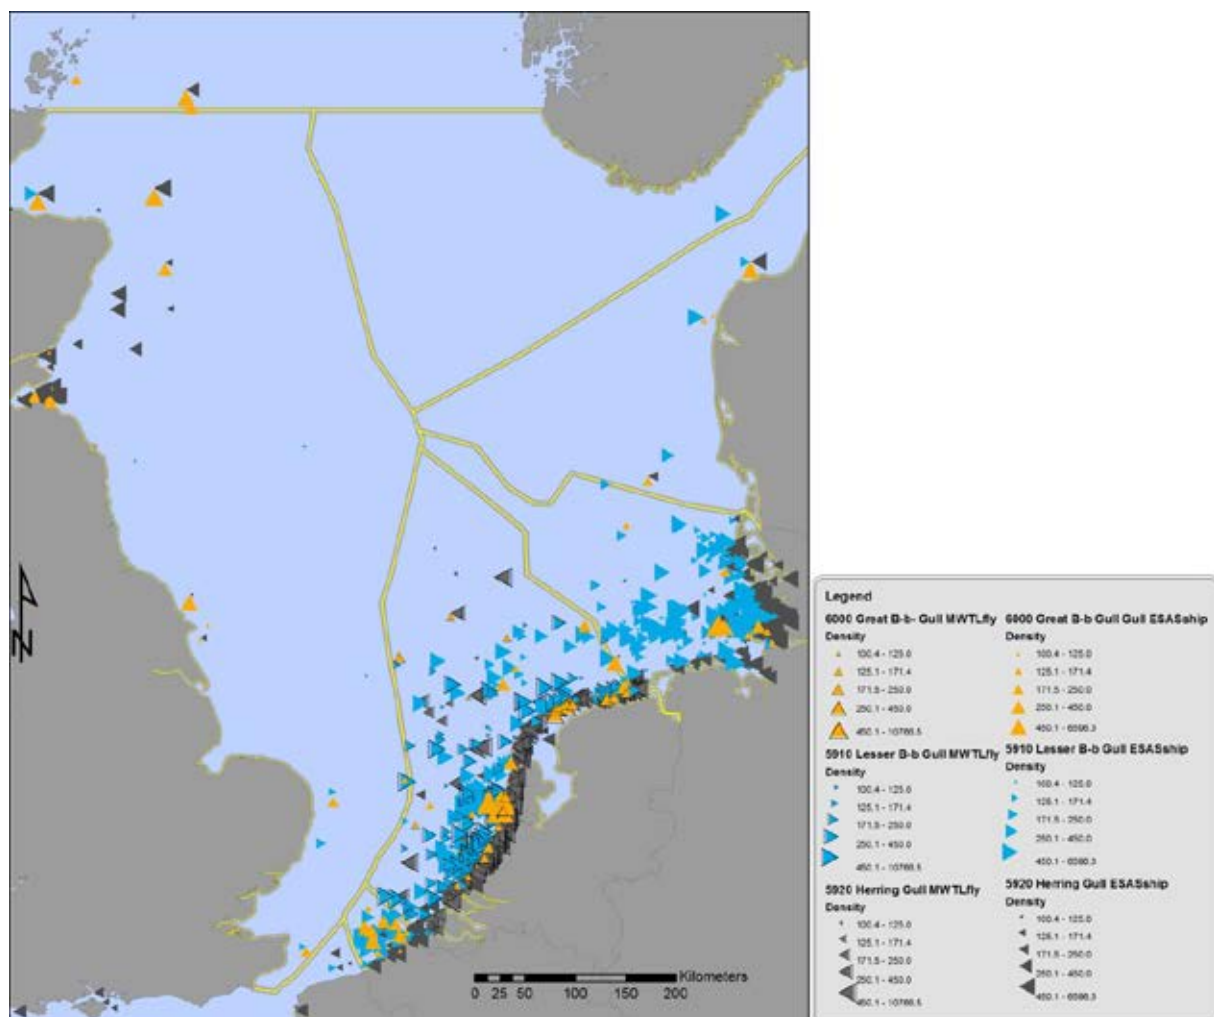 N
Kilometers
0 25 50 100 150 200
Legend
6000 Great B-b- Gull MWTLfly
Density
100.4 - 125.0
125.1 - 171.4
171.5 - 250.0
250.1 - 450.0
450.1 - 10766.5
5910 Lesser B-b Gull MWTLfly
Density
100.4 - 125.0
125.1 - 171.4
171.5 - 250.0
250.1 - 450.0
450.1 - 10766.5
5920 Herring Gull MWTLfly
Density
100.4 - 125.0
125.1 - 171.4
171.5 - 250.0
250.1 - 450.0
450.1 - 10766.5
6000 Great B-b Gull Gull ESASship
Density
100.4 - 125.0
125.1 - 171.4
171.5 - 250.0
250.1 - 450.0
450.1 -
5910 Lesser B-b Gull ESASship
Density
100.4 - 125.0
125.1 - 171.4
171.5 - 250.0
250.1 - 450.0
450.1 -
5920 Herring Gull ESASship
Density
100.4 - 125.0
125.1 - 171.4
171.5 - 250.0
250.1 - 450.0
450.1 -